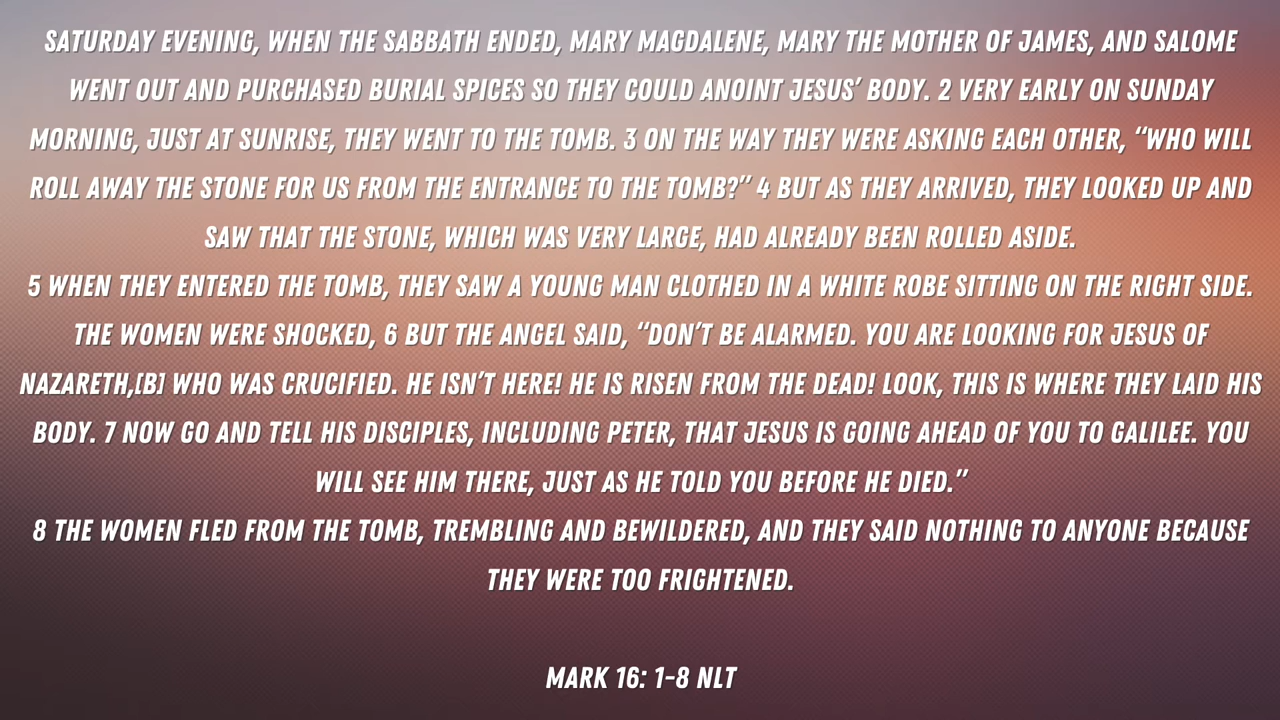 SATURDAY EVENING, WHEN THE SABBATH ENDED, MARY MAGDALENE, MARY THE MOTHER OF JAMES, AND SALOME
WENT OUT AND PURCHASED BURIAL SPICES SO THEY COULD ANOINT JESUS’ BODY. 2 VERY EARLY ON SUNDAY
MORNING, JUST AT SUNRISE, THEY WENT TO THE TOMB. 3 ON THE WAY THEY WERE ASKING EACH OTHER, “WHO WILL
ROLL AWAY THE STONE FOR US FROM THE ENTRANCE TO THE TOMB?” 4 BUT AS THEY ARRIVED, THEY LOOKED UP AND
SAW THAT THE STONE, WHICH WAS VERY LARGE, HAD ALREADY BEEN ROLLED ASIDE.
5 WHEN THEY ENTERED THE TOMB, THEY SAW A YOUNG MAN CLOTHED IN A WHITE ROBE SITTING ON THE RIGHT SIDE.
THE WOMEN WERE SHOCKED, 6 BUT THE ANGEL SAID, “DON’T BE ALARMED. YOU ARE LOOKING FOR JESUS OF
NAZARETH,[B] WHO WAS CRUCIFIED. HE ISN’T HERE! HE IS RISEN FROM THE DEAD! LOOK, THIS IS WHERE THEY LAID HIS
BODY. 7 NOW GO AND TELL HIS DISCIPLES, INCLUDING PETER, THAT JESUS IS GOING AHEAD OF YOU TO GALILEE. YOU
WILL SEE HIM THERE, JUST AS HE TOLD YOU BEFORE HE DIED.”
8 THE WOMEN FLED FROM THE TOMB, TREMBLING AND BEWILDERED, AND THEY SAID NOTHING TO ANYONE BECAUSE
THEY WERE TOO FRIGHTENED.
MARK 16: 1-8 NLT